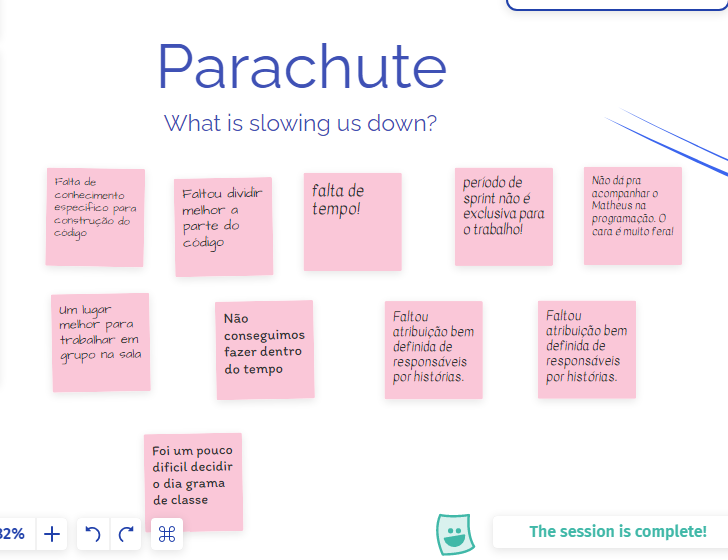 Parachute
What is slowing us down?
Falta de
conhecimento
especifico para
construção do
código
Faltou dividir
melhor a
parte do
código
falta de
tempo!
periodo de
sprint não é
exclusiva para
o trabalho!
Não dá pra
acompanhar o
Matheus na
programação. O
cara é muito fera!
Um lugar
melhor para
trabalhar em
grupo na sala
Não
conseguimos
fazer dentro
do tempo
Faltou
atribuição bem
definida de
responsáveis
por histórias.
Faltou
atribuição bem
definida de
responsáveis
por histórias.
Foi um pouco
dificil decidir
o dia grama
de classe
32%
The session is complete!